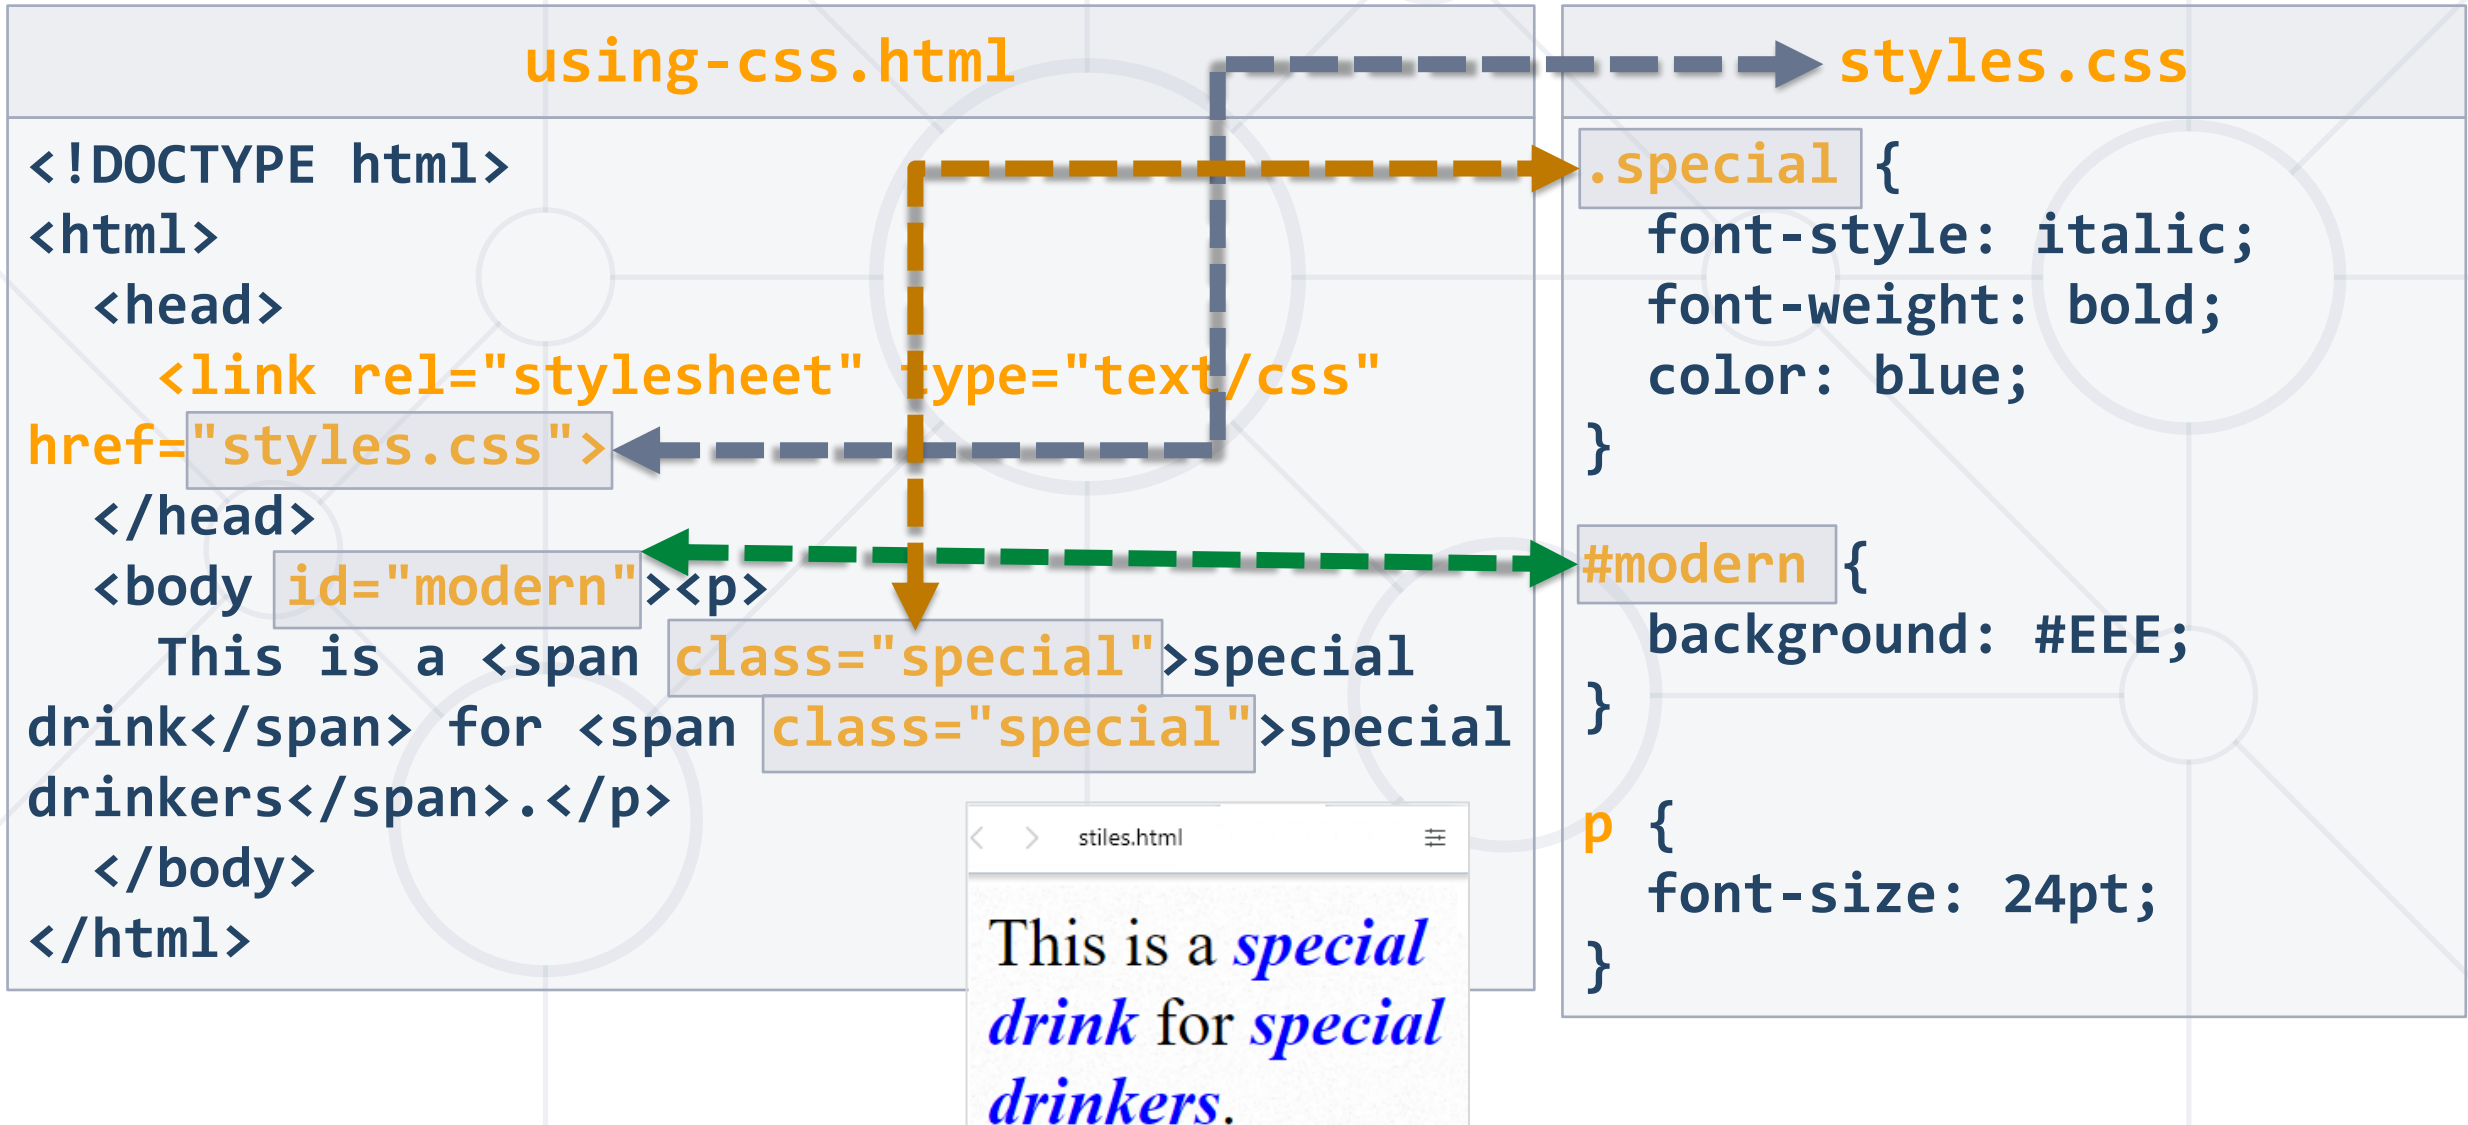 using-css.html
<!DOCTYPE html>
<html>
  <head>
    <link rel="stylesheet" type="text/css"
href="styles.css">
  </head>
  <body id="modern"><p>
    This is a <span class="special">special
drink</span> for <span class="special">special
drinkers</span>.</p>
  </body>
</html>
styles.css
.special {
  font-style: italic;
  font-weight: bold;
  color: blue;
}

#modern {
  background: #EEE;
}

p {
  font-size: 24pt;
}
stiles.html
This is a special
drink for special
drinkers.